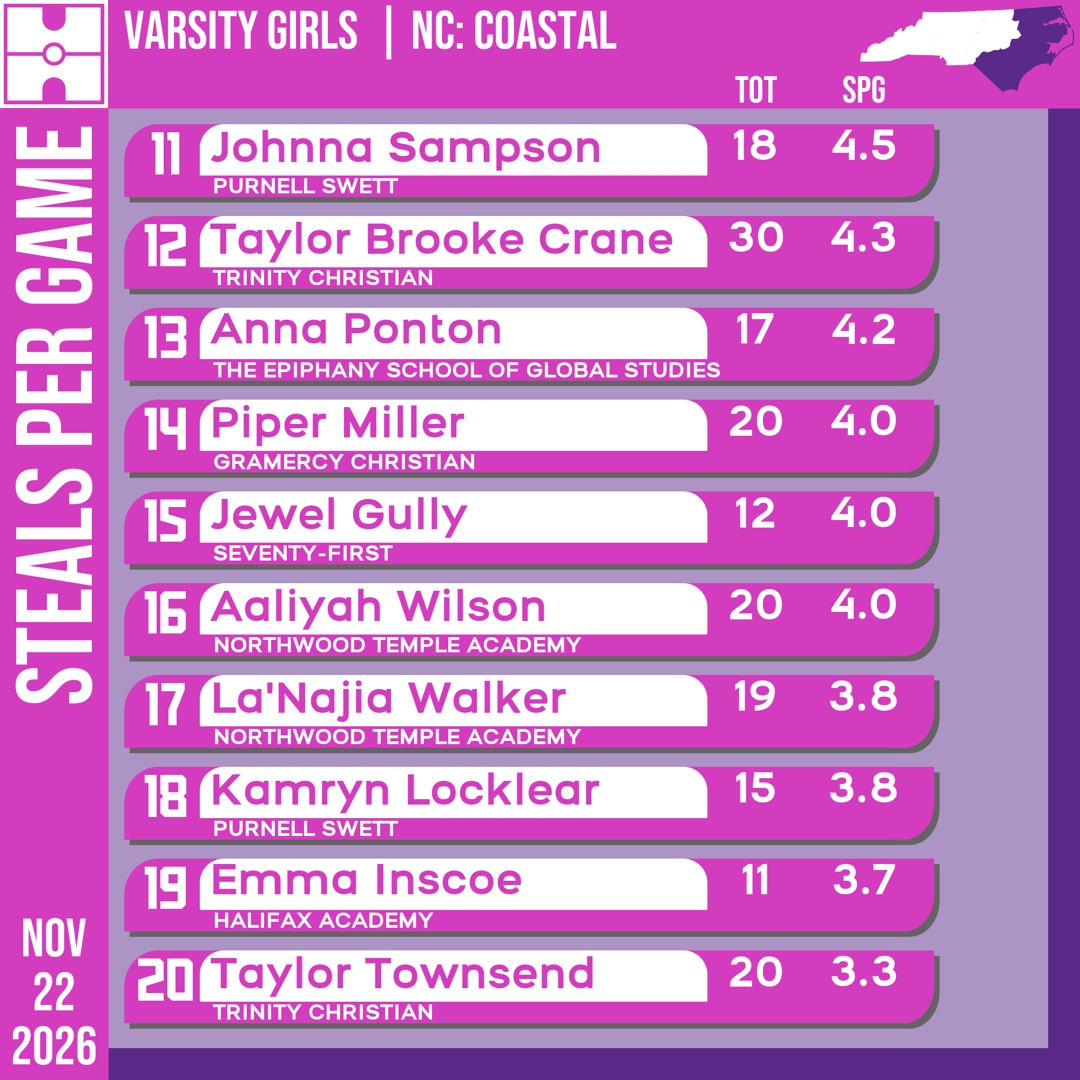 VARSITY GIRLS | NC: COASTAL
TOT SPG
STEALS PER GAME
11 Johnna Sampson 18 4.5
PURNELL SWETT
12 Taylor Brooke Crane 30 4.3
TRINITY CHRISTIAN
13 Anna Ponton 17 4.2
THE EPIPHANY SCHOOL OF GLOBAL STUDIES
14 Piper Miller 20 4.0
GRAMERCY CHRISTIAN
15 Jewel Gully 12 4.0
SEVENTY-FIRST
16 Aaliyah Wilson 20 4.0
NORTHWOOD TEMPLE ACADEMY
17 La'Najia Walker 19 3.8
NORTHWOOD TEMPLE ACADEMY
18 Kamryn Locklear 15 3.8
PURNELL SWETT
19 Emma Inscoe 11 3.7
HALIFAX ACADEMY
20 Taylor Townsend 20 3.3
TRINITY CHRISTIAN
NOV
22
2026